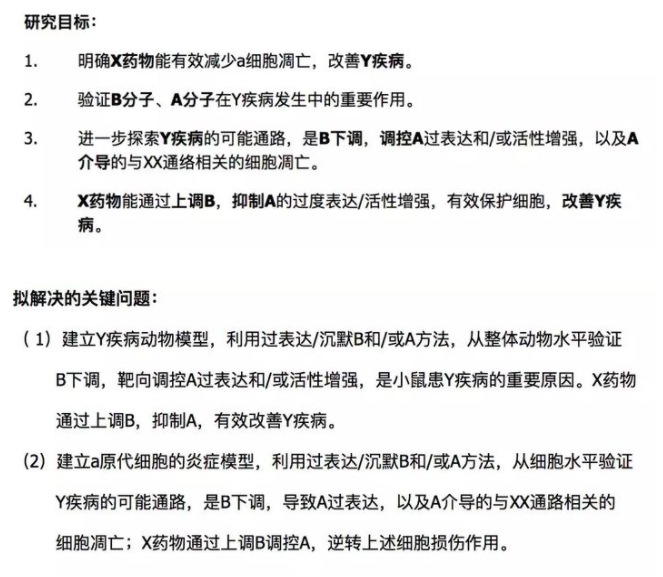 研究目标：
1. 明确X药物能有效减少a细胞凋亡，改善Y疾病。
2. 验证B分子、A分子在Y疾病发生中的重要作用。
3. 进一步探索Y疾病的可能通路，是B下调，调控A过表达和/或活性增强，以及A
介导的与XX通络相关的细胞凋亡。
4. X药物能通过上调B，抑制A的过度表达/活性增强，有效保护细胞，改善Y疾
病。
拟解决的关键问题：
（1）建立Y疾病动物模型，利用过表达/沉默B和/或A方法，从整体动物水平验证
B下调，靶向调控A过表达和/或活性增强，是小鼠患Y疾病的重要原因。X药物
通过上调B，抑制A，有效改善Y疾病。
(2) 建立a原代细胞的炎症模型，利用过表达/沉默B和/或A方法，从细胞水平验证
Y疾病的可能通路，是B下调，导致A过表达，以及A介导的与XX通路相关的
细胞凋亡；X药物通过上调B调控A，逆转上述细胞损伤作用。